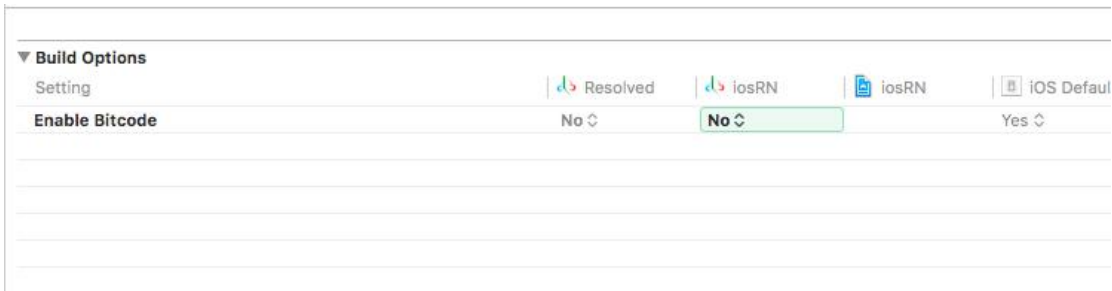 Build Options
Setting Resolved iosRN iosRN iOS Defaul
Enable Bitcode No No Yes